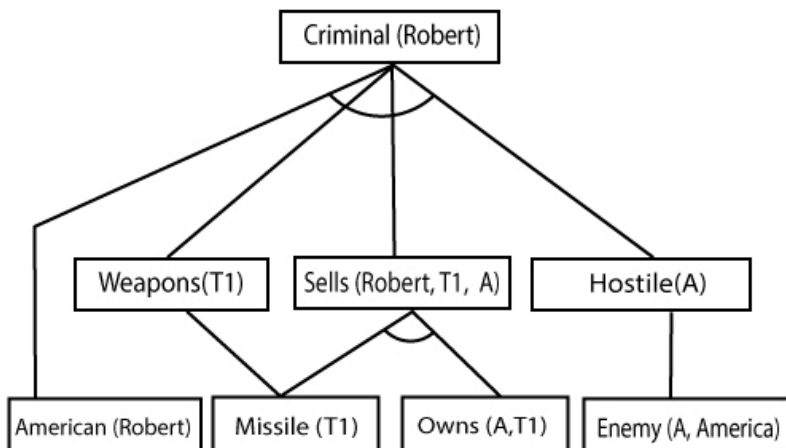 Criminal (Robert)
Weapons(T1)
Sells (Robert, T1, A)
Hostile(A)
American (Robert)
Missile (T1)
Owns (A,T1)
Enemy (A, America)